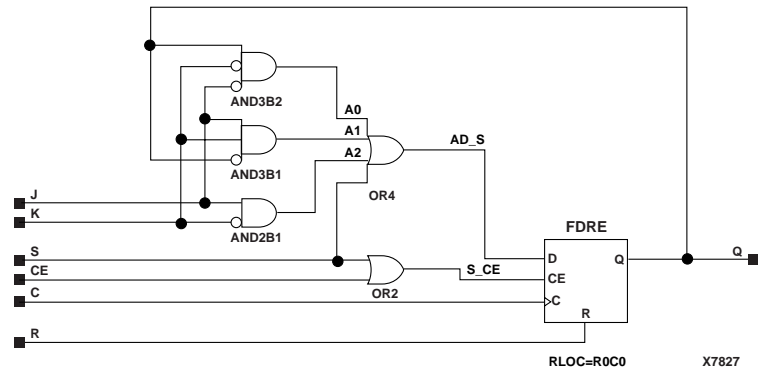 AND3B2
A0
A1
AD_S
A2
AND3B1
OR4
J
K
AND2B1
FDRE
S
D
Q
Q
CE
S_CE
CE
OR2
C
C
R
R
RLOC=R0C0
X7827